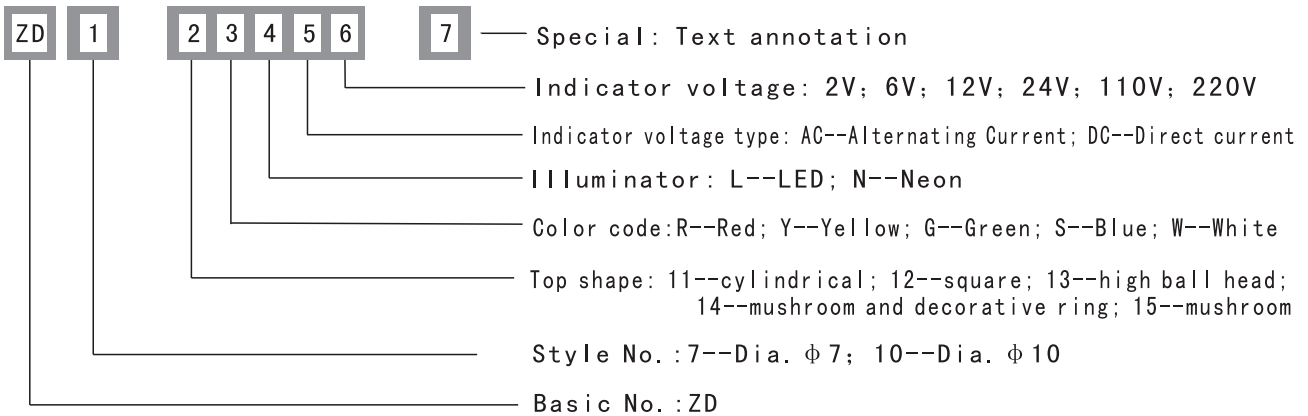 ZD 1 2 3 4 5 6 7 Special: Text annotation
Indicator voltage: 2V; 6V; 12V; 24V; 110V; 220V
Indicator voltage type: AC--Alternating Current; DC--Direct current
Illuminator: L--LED; N--Neon
Color code:R--Red; Y--Yellow; G--Green; S--Blue; W--White
Top shape: 11--cylindrical; 12--square; 13--high ball head;
14--mushroom and decorative ring; 15--mushroom
Style No.:7--Dia. φ7; 10--Dia. φ10
Basic No.:ZD